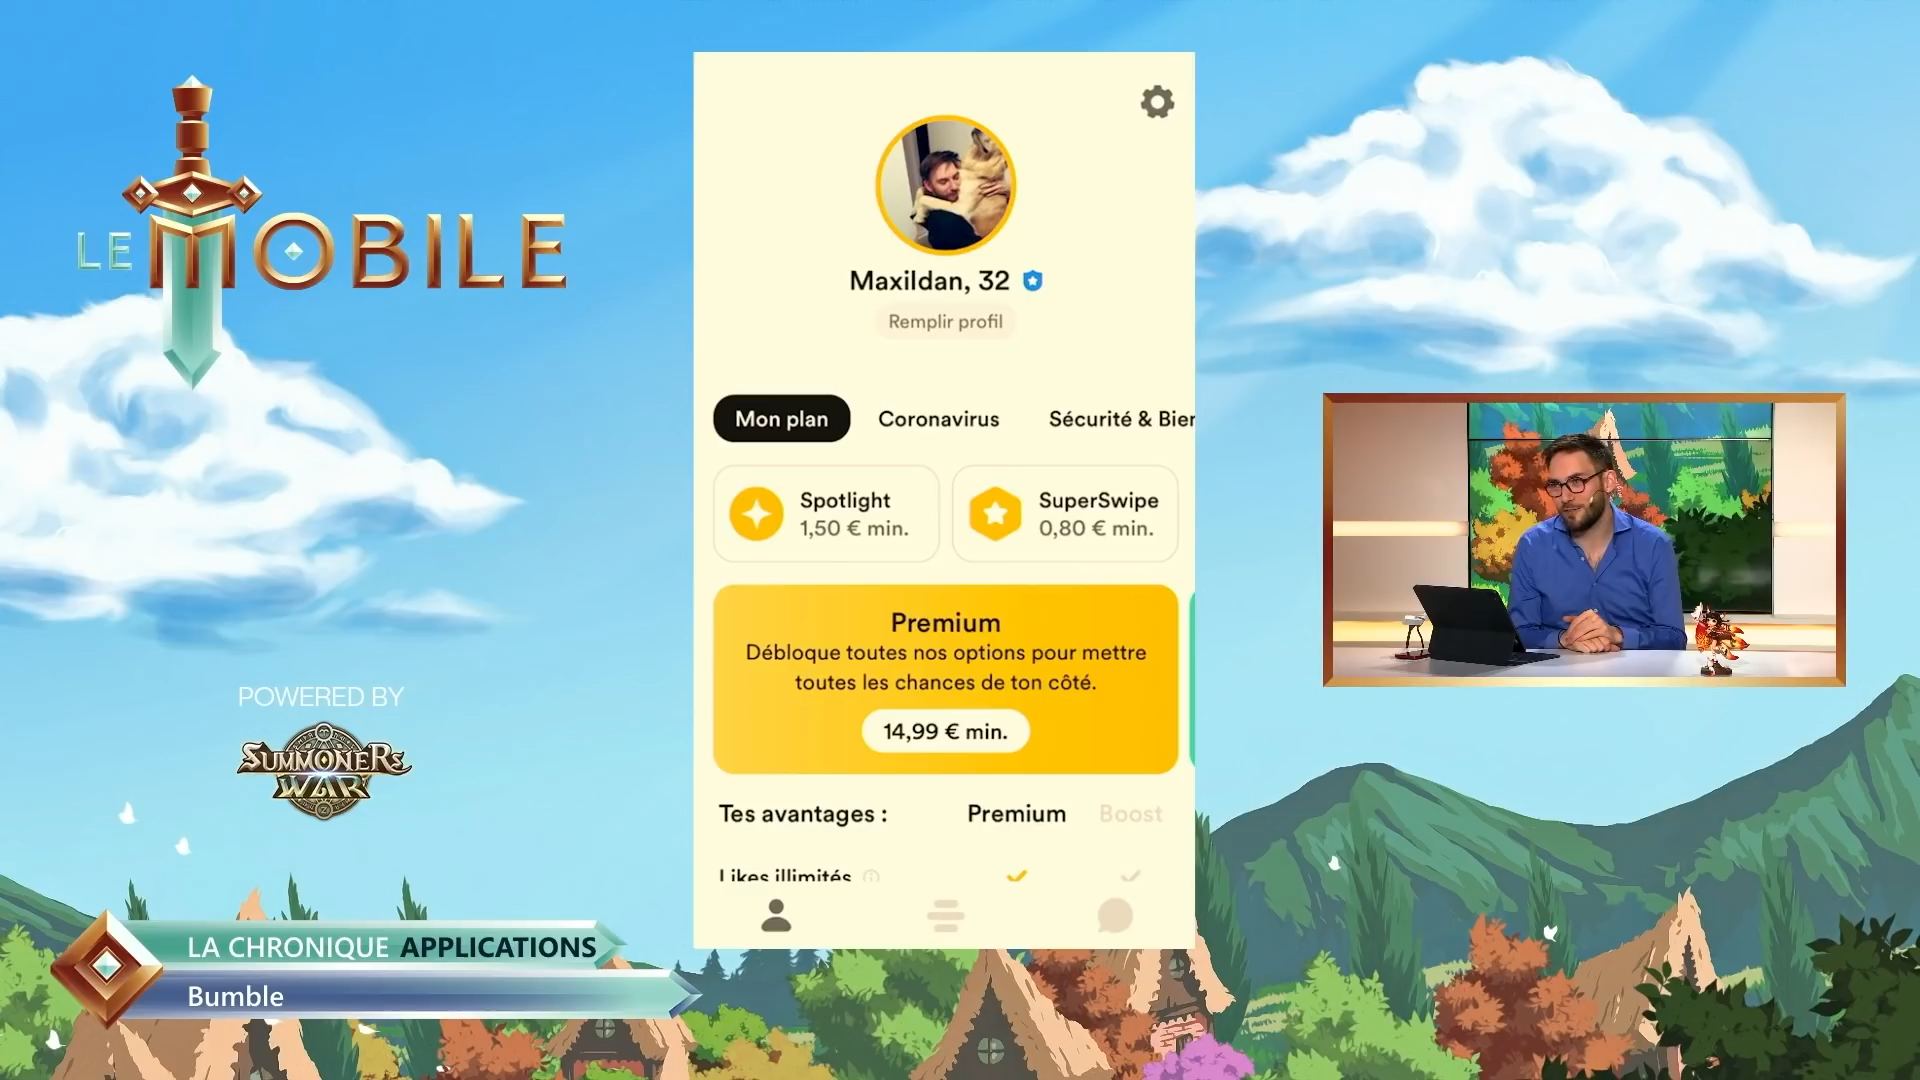 LE MOBILE
POWERED BY
SUMMONERS
WAR
LA CHRONIQUE APPLICATIONS
Bumble
Maxildan, 32
Remplir profil
Mon plan
Coronavirus
Sécurité & Bier
Spotlight
1,50 € min.
SuperSwipe
0,80 € min.
Premium
Débloque toutes nos options pour mettre
toutes les chances de ton côté.
14,99 € min.
Tes avantages :
Premium
Boost
Likes illimités